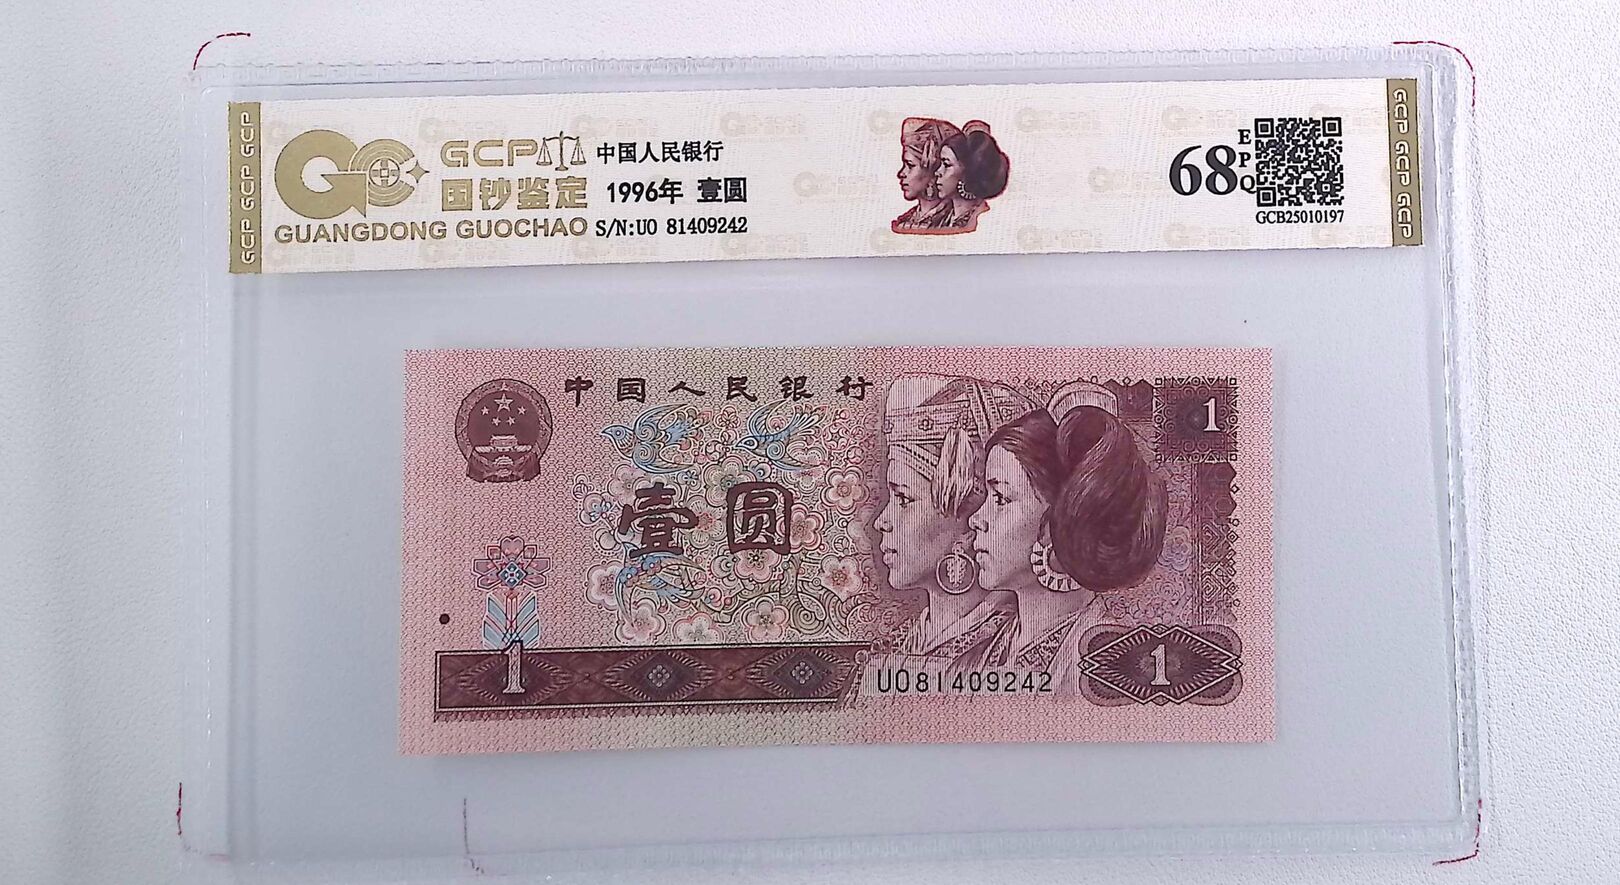 GCP GCP GCP
GCP
国钞鉴定
GUANGDONG GUOCHAO
中国人民银行
1996年 壹圆
S/N:UO 81409242
68
EPQ
GCB25010197
GCP GCP GCP
中国人民银行
1
壹圆
1
UO81409242
1